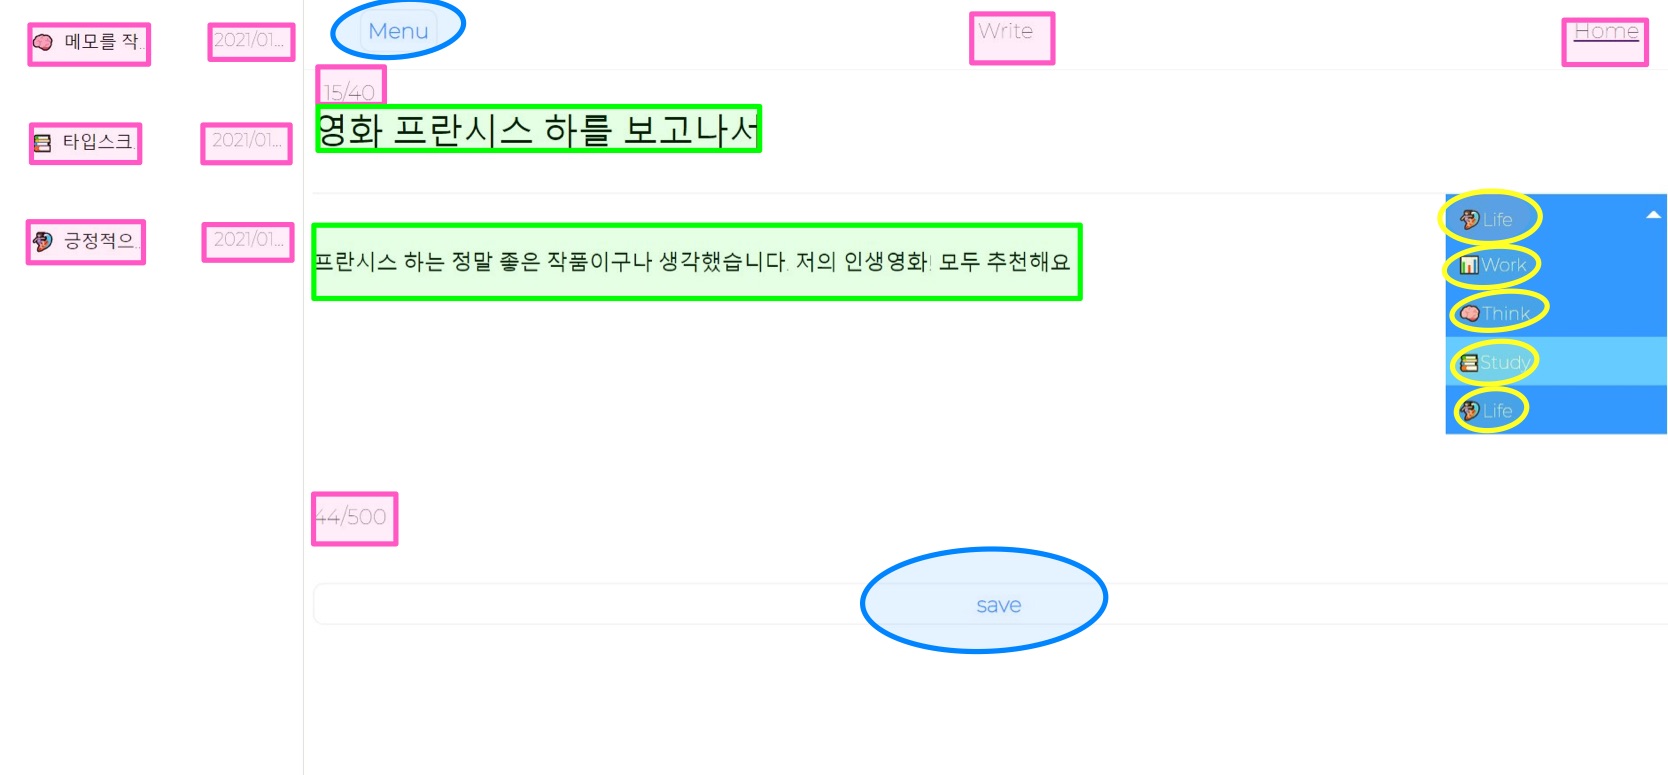 메모를 작...
2021/01...
타입스크...
2021/01...
긍정적으...
2021/01...
Menu
Write
Home
15/40
영화 프란시스 하를 보고나서
프란시스 하는 정말 좋은 작품이구나 생각했습니다. 저의 인생영화! 모두 추천해요
Life
Work
Think
Study
Life
44/500
save